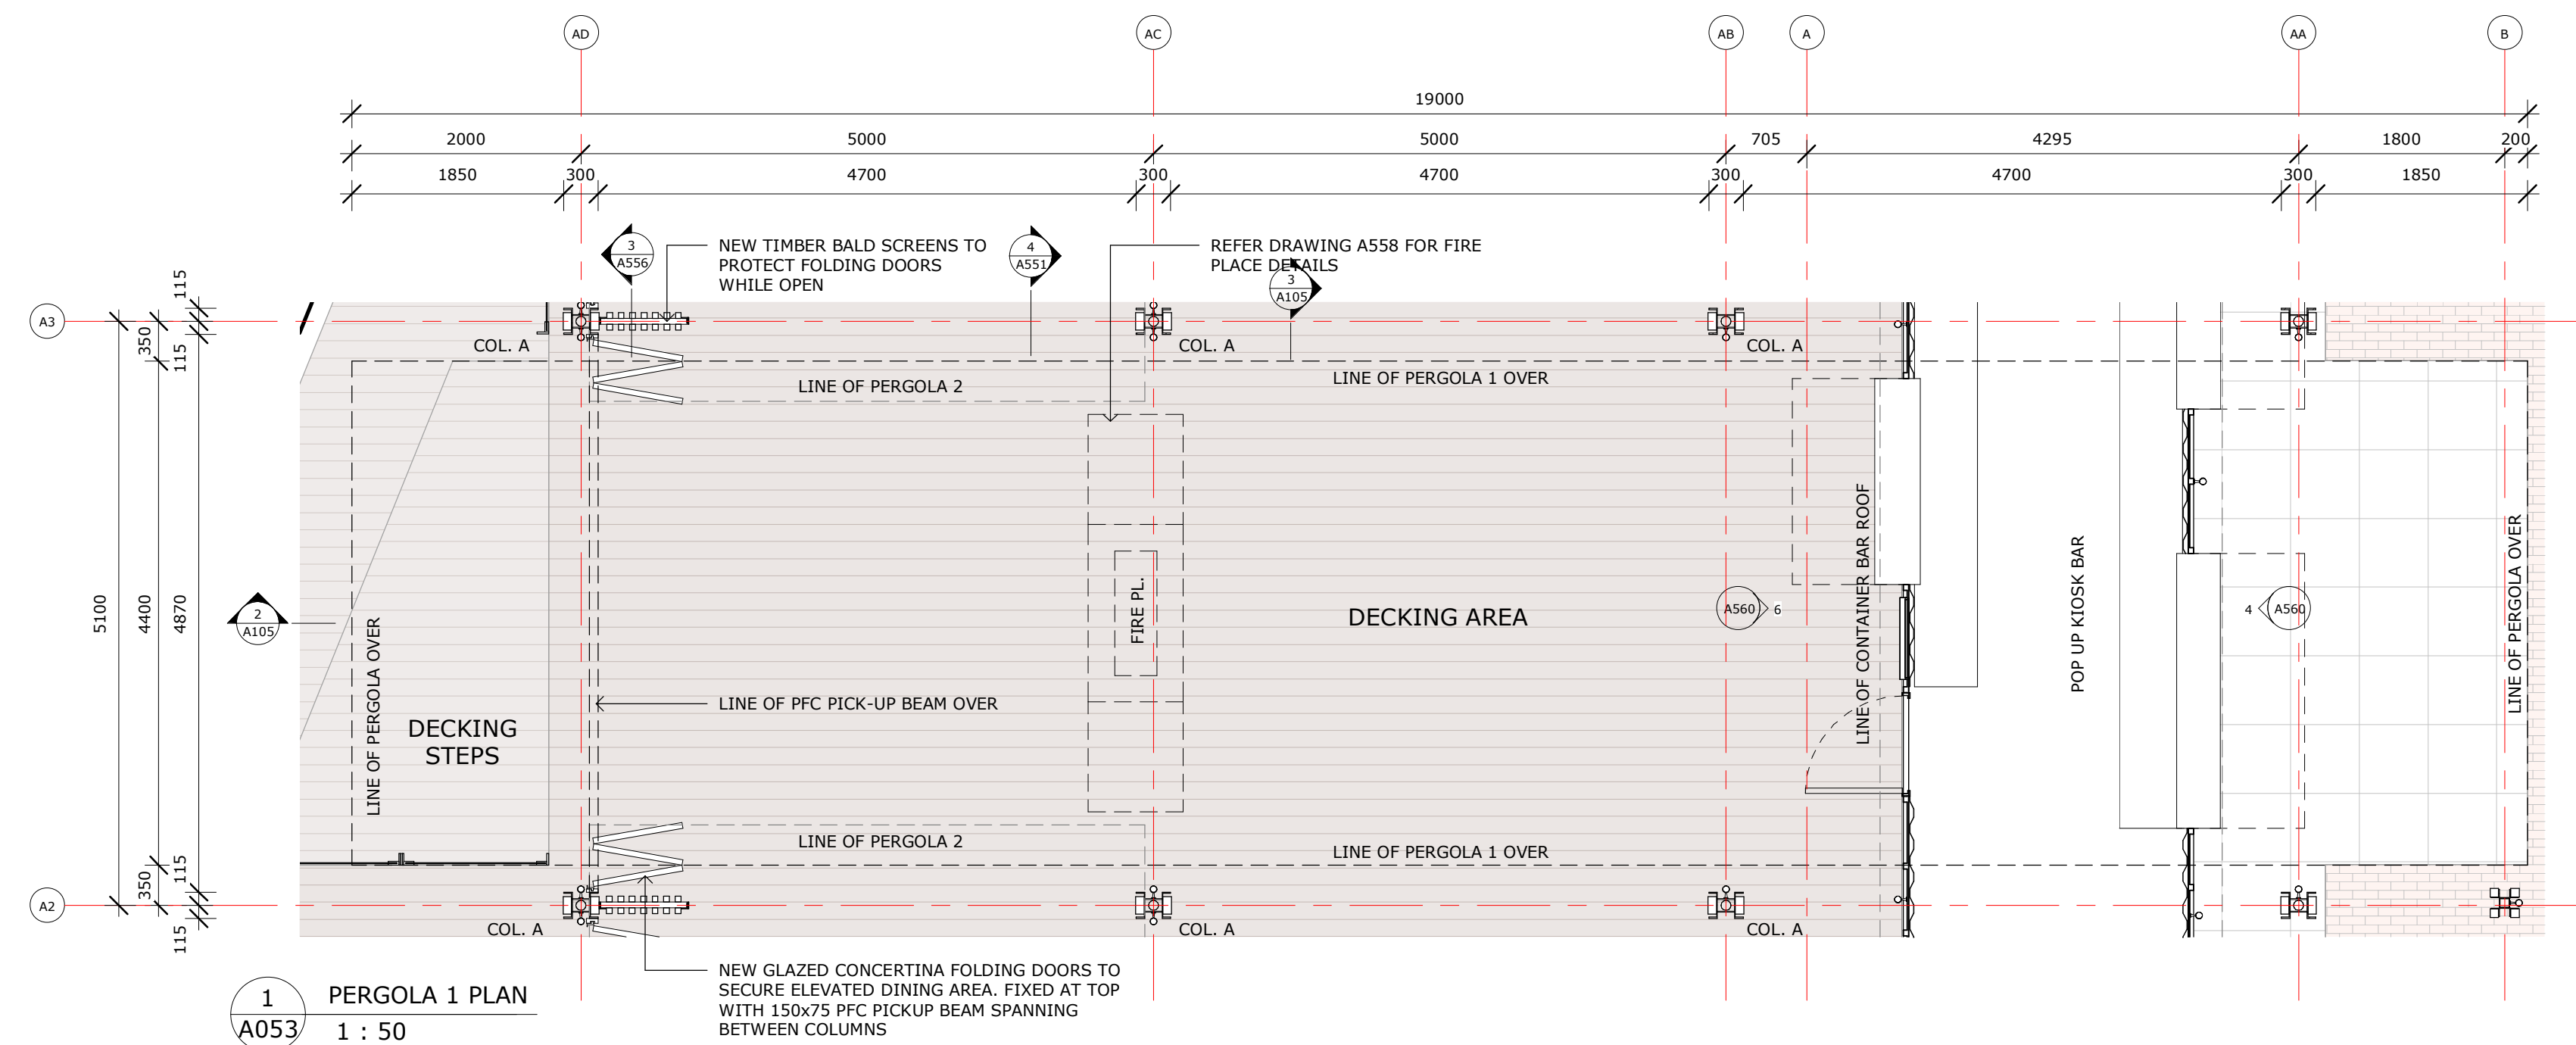 AD
AC
AB
A
AA
B
19000
2000
5000
5000
705
4295
1800
200
1850
300
4700
300
4700
300
4700
300
1850
3
A556
NEW TIMBER BALD SCREENS TO
PROTECT FOLDING DOORS
WHILE OPEN
4
A551
REFER DRAWING A558 FOR FIRE
PLACE DETAILS
3
A105
A3
115
350
115
COL. A
COL. A
COL. A
LINE OF PERGOLA 2
LINE OF PERGOLA 1 OVER
5100
4400
4870
2
A105
LINE OF PERGOLA OVER
DECKING
STEPS
LINE OF PFC PICK-UP BEAM OVER
FIRE PL.
DECKING AREA
A560
6
LINE OF CONTAINER BAR ROOF
POP UP KIOSK BAR
4
A560
LINE OF PERGOLA OVER
LINE OF PERGOLA 2
LINE OF PERGOLA 1 OVER
A2
115
350
115
COL. A
COL. A
COL. A
NEW GLAZED CONCERTINA FOLDING DOORS TO
SECURE ELEVATED DINING AREA. FIXED AT TOP
WITH 150x75 PFC PICKUP BEAM SPANNING
BETWEEN COLUMNS
1
A053
PERGOLA 1 PLAN
1 : 50